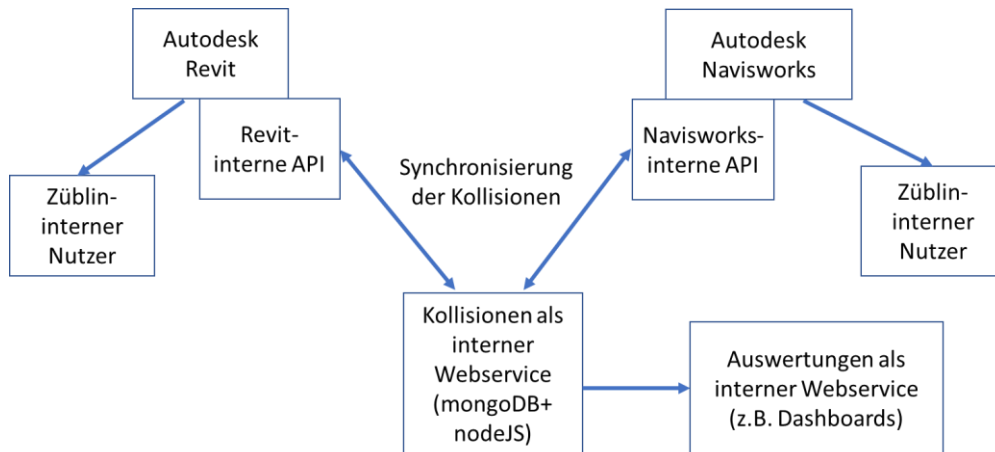 Autodesk
Revit
Autodesk
Navisworks
Revit-
interne API
Navisworks-
interne API
Synchronisierung
der Kollisionen
Züblin-
interner
Nutzer
Züblin-
interner
Nutzer
Kollisionen als
interner
Webservice
(mongoDB+
nodeJS)
Auswertungen als
interner Webservice
(z.B. Dashboards)